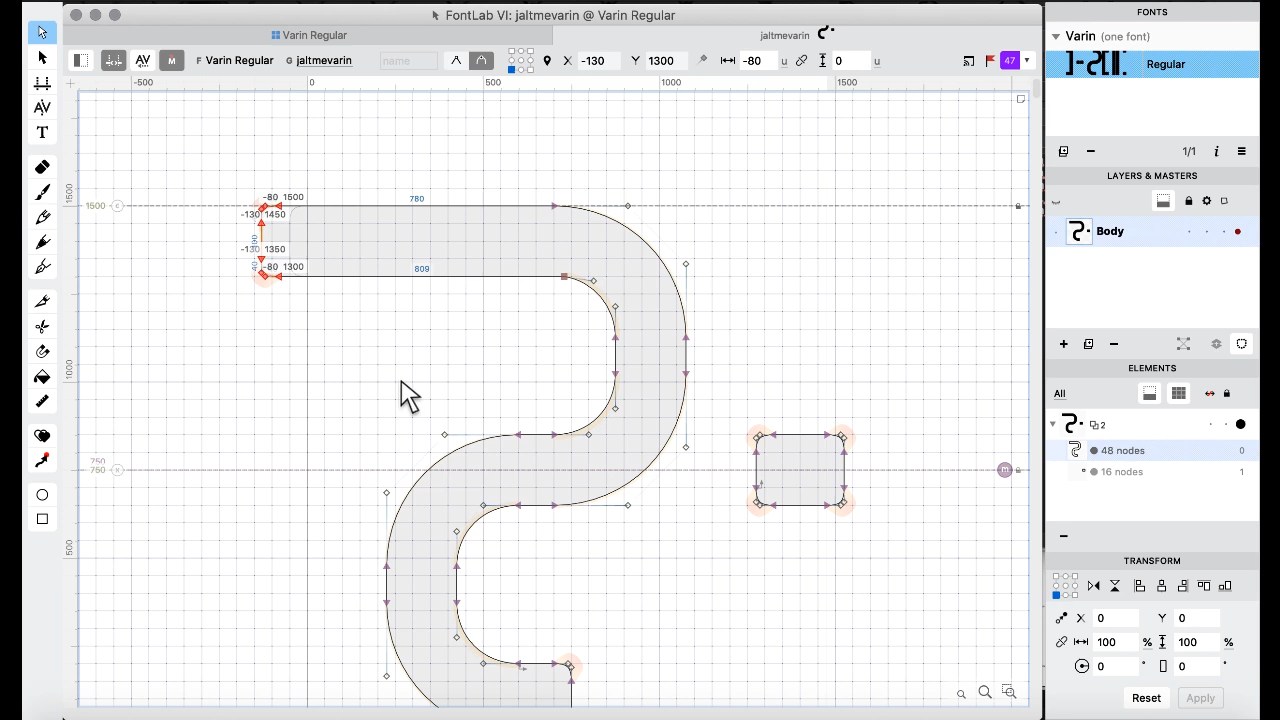 FontLab VI: jaltmevarin @ Varin Regular
Varin Regular
jaltmevarin
F Varin Regular G jaltmevarin name X -130 Y 1300 -80 u 0 u 47
-500 0 500 1000 1500
1500 1000 500
1500 c
750
750 x
-80 1500
-130 1450
-130 1350
-80 1300
780
809
M
FONTS
Varin (one font)
Regular
1/1
LAYERS & MASTERS
Body
ELEMENTS
All
2
48 nodes 0
16 nodes 1
TRANSFORM
X 0 Y 0
100 % 100 %
0 ° 0 °
Reset Apply